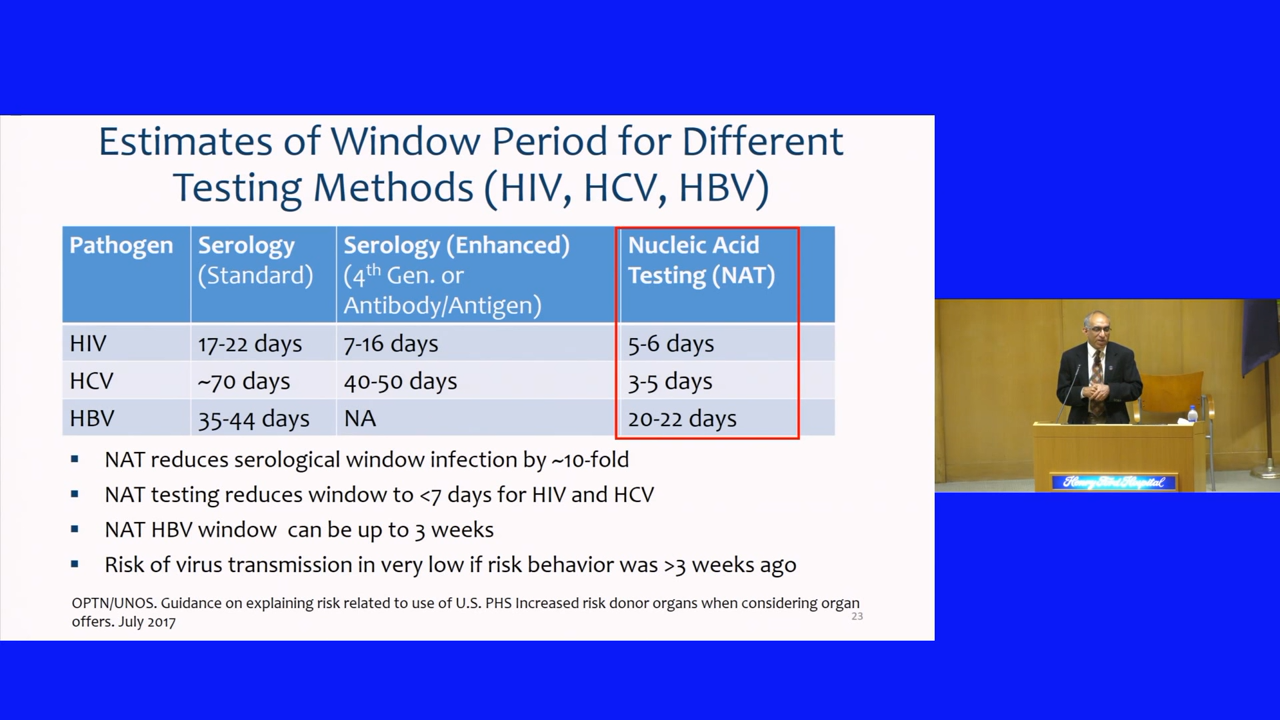 Estimates of Window Period for Different
Testing Methods (HIV, HCV, HBV)
Pathogen Serology (Standard) Serology (Enhanced) (4th Gen. or Antibody/Antigen) Nucleic Acid Testing (NAT)
HIV 17-22 days 7-16 days 5-6 days
HCV ~70 days 40-50 days 3-5 days
HBV 35-44 days NA 20-22 days
▪ NAT reduces serological window infection by ~10-fold
▪ NAT testing reduces window to <7 days for HIV and HCV
▪ NAT HBV window can be up to 3 weeks
▪ Risk of virus transmission in very low if risk behavior was >3 weeks ago
OPTN/UNOS. Guidance on explaining risk related to use of U.S. PHS Increased risk donor organs when considering organ
offers. July 2017
23
Henry Ford Hospital